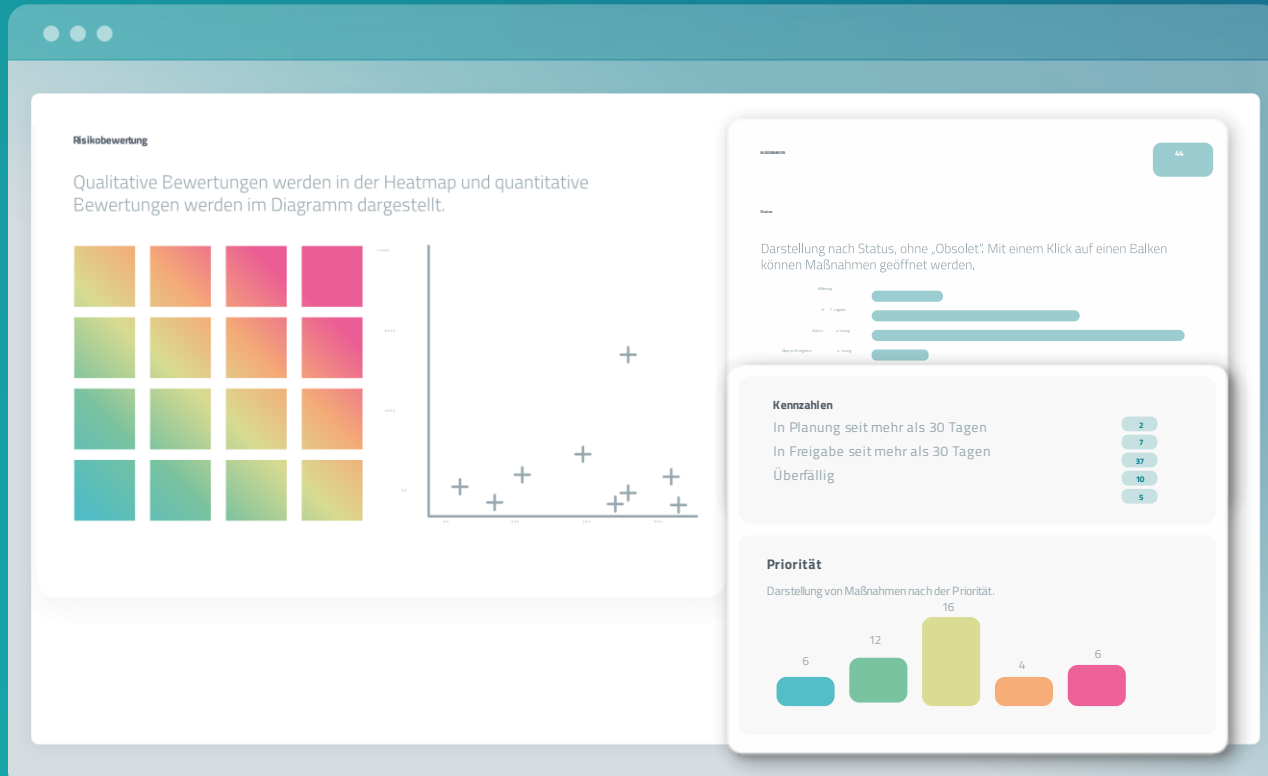 Risikobewertung
Qualitative Bewertungen werden in der Heatmap und quantitative
Bewertungen werden im Diagramm dargestellt.
44
Status
Darstellung nach Status, ohne „Obsolet“. Mit einem Klick auf einen Balken
können Maßnahmen geöffnet werden,
Kennzahlen
In Planung seit mehr als 30 Tagen
In Freigabe seit mehr als 30 Tagen
Überfällig
2
7
37
10
5
Priorität
Darstellung von Maßnahmen nach der Priorität.
6
12
16
4
6